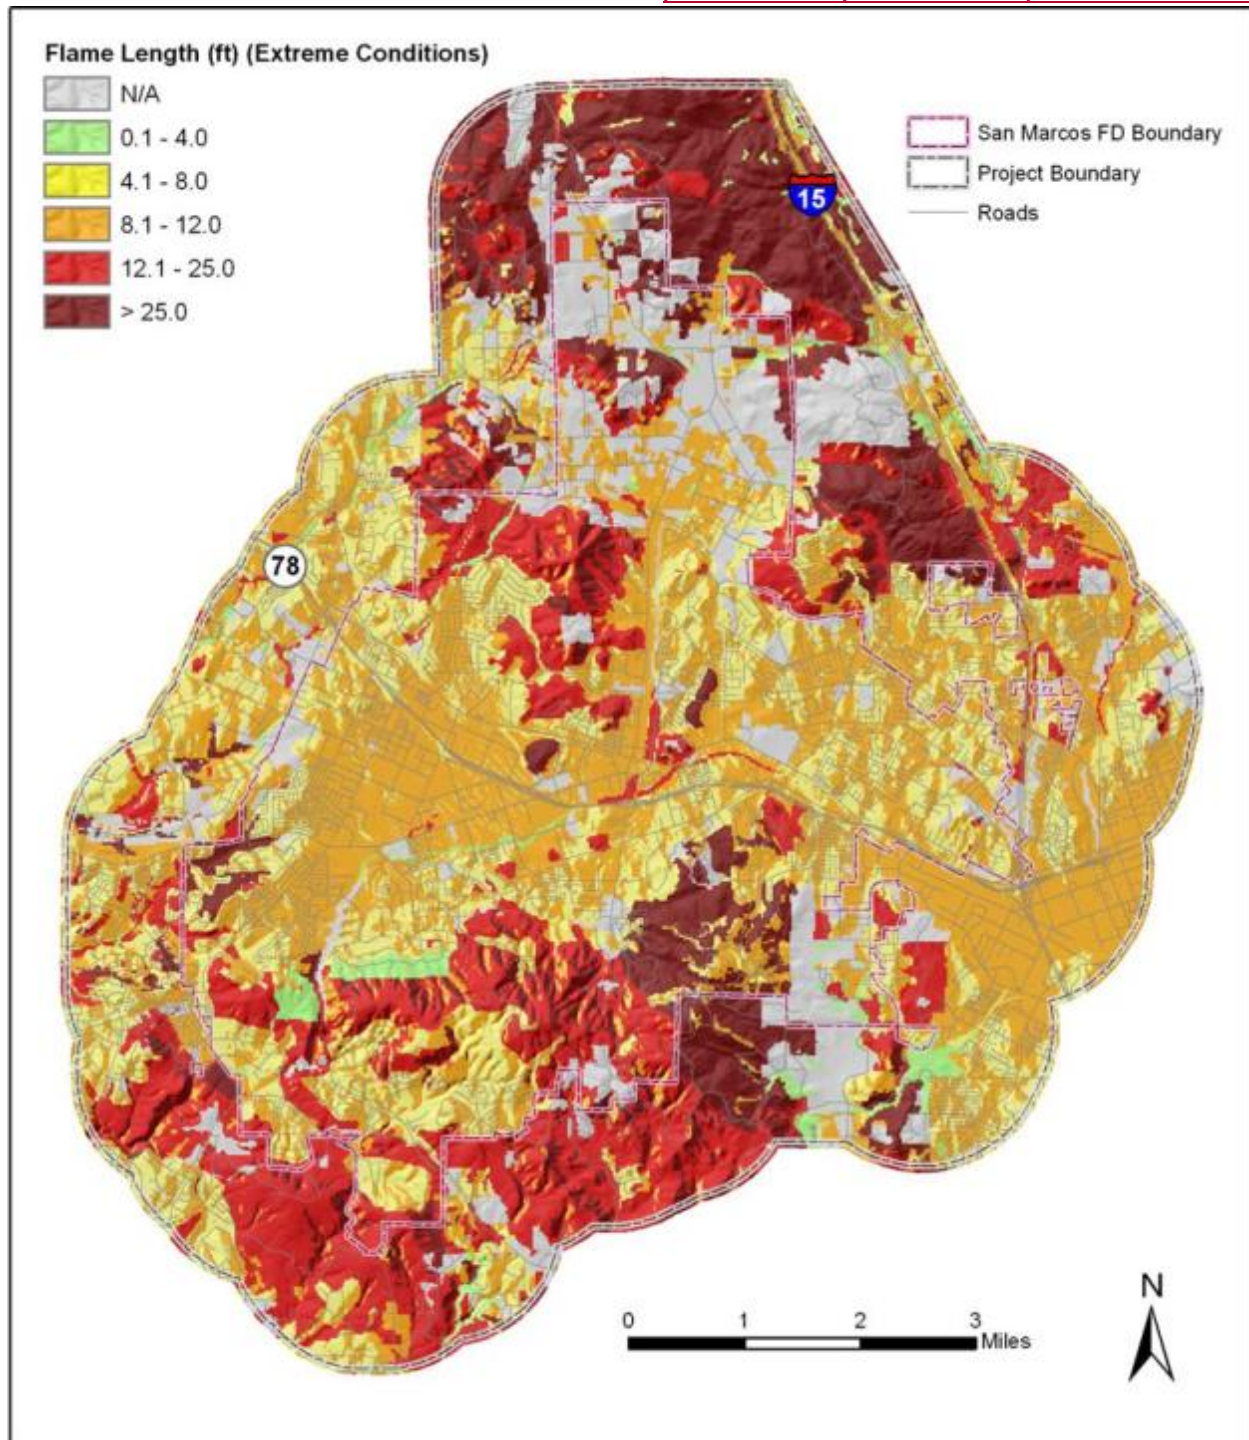 Flame Length (ft) (Extreme Conditions)
N/A
0.1 - 4.0
4.1 - 8.0
8.1 - 12.0
12.1 - 25.0
> 25.0
San Marcos FD Boundary
Project Boundary
Roads
15
78
N
0 1 2 3
Miles